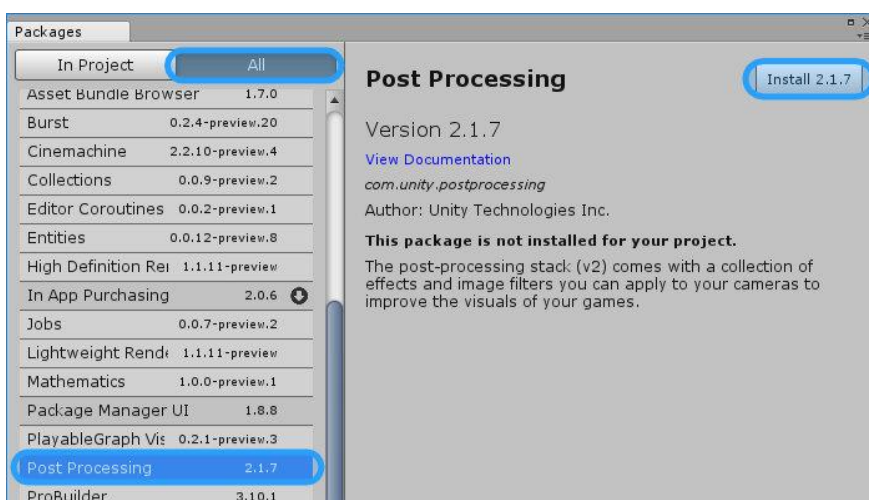 Packages
In Project All
Asset Bundle Browser 1.7.0
Burst 0.2.4-preview.20
Cinemachine 2.2.10-preview.4
Collections 0.0.9-preview.2
Editor Coroutines 0.0.2-preview.1
Entities 0.0.12-preview.8
High Definition Rei 1.1.11-preview
In App Purchasing 2.0.6
Jobs 0.0.7-preview.2
Lightweight Rende 1.1.11-preview
Mathematics 1.0.0-preview.1
Package Manager UI 1.8.8
PlayableGraph Vis 0.2.1-preview.3
Post Processing 2.1.7
ProBuilder 3.10.1
Post Processing
Install 2.1.7
Version 2.1.7
View Documentation
com.unity.postprocessing
Author: Unity Technologies Inc.
This package is not installed for your project.
The post-processing stack (v2) comes with a collection of
effects and image filters you can apply to your cameras to
improve the visuals of your games.